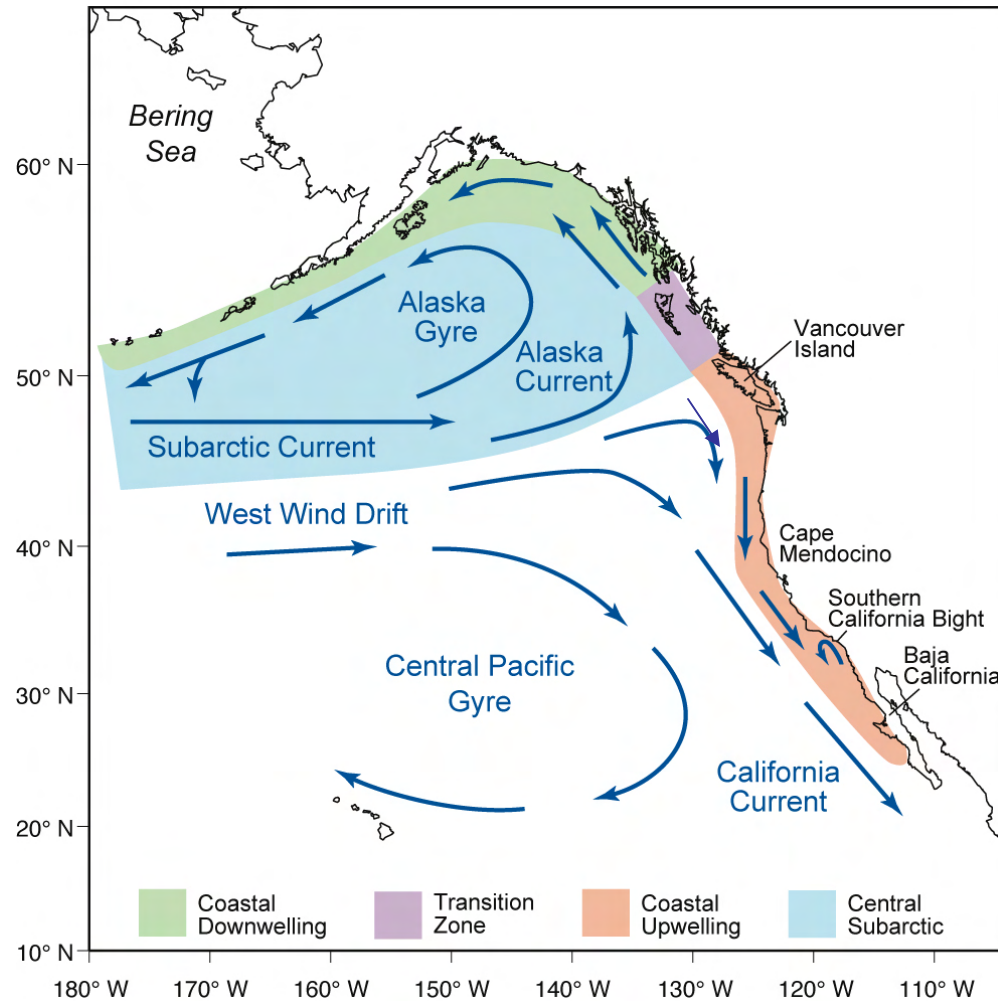 Bering
Sea
60° N
Alaska
Gyre
Vancouver
Island
Alaska
Current
50° N
Subarctic Current
West Wind Drift
40° N
Cape
Mendocino
Southern
California Bight
Baja
California
Central Pacific
Gyre
30° N
California
Current
20° N
Coastal
Downwelling
Transition
Zone
Coastal
Upwelling
Central
Subarctic
10° N
180° W
170° W
160° W
150° W
140° W
130° W
120° W
110° W